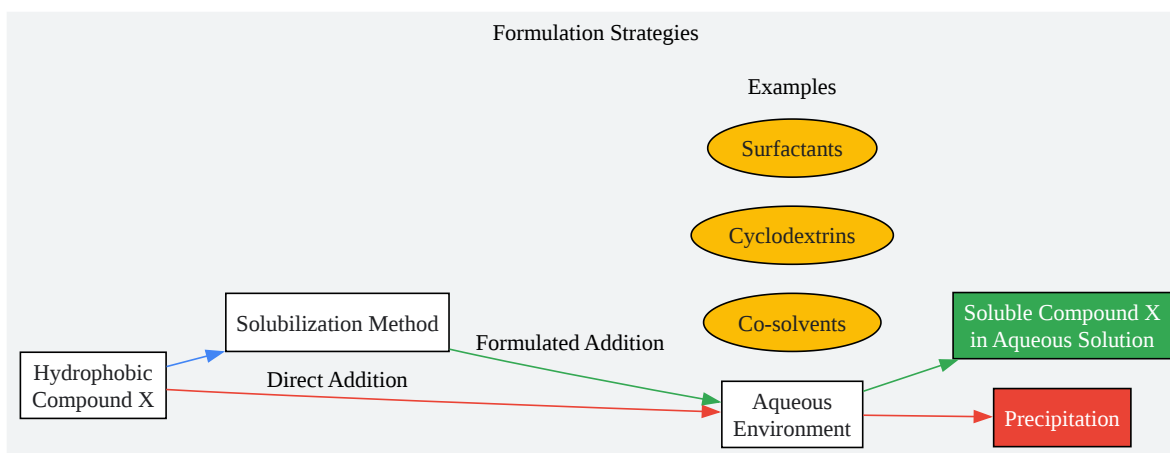 Formulation Strategies
Examples
Surfactants
Cyclodextrins
Co-solvents
Solubilization Method
Formulated Addition
Hydrophobic
Compound X
Direct Addition
Aqueous
Environment
Soluble Compound X
in Aqueous Solution
Precipitation